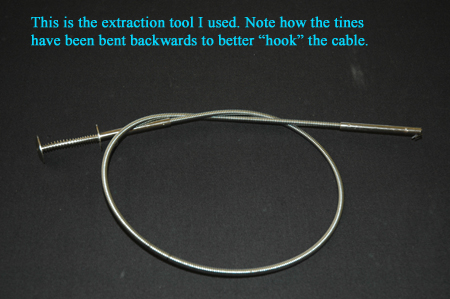 This is the extraction tool I used. Note how the tines
have been bent backwards to better “hook” the cable.